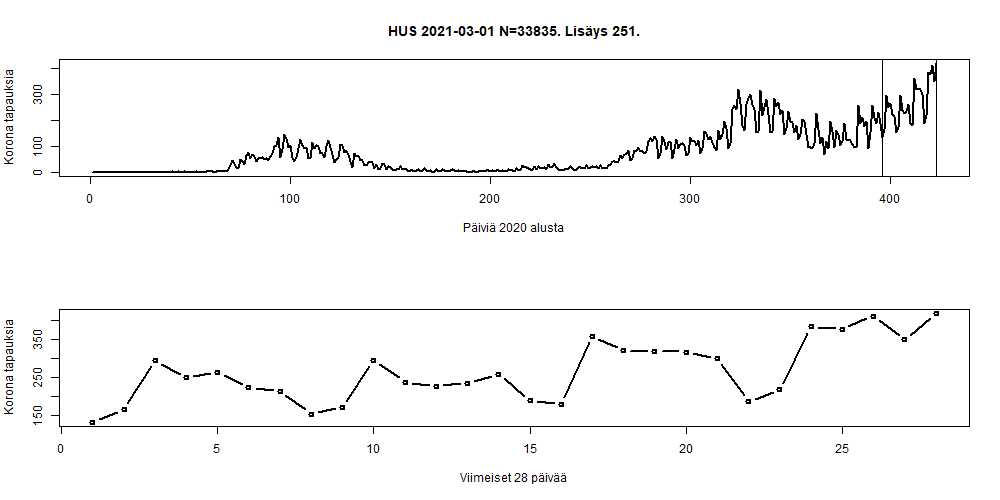 HUS 2021-03-01 N=33835. Lisäys 251.
Korona tapauksia
300
100
0
0 100 200 300 400
Päiviä 2020 alusta
Korona tapauksia
350
250
150
0 5 10 15 20 25
Viimeiset 28 päivää